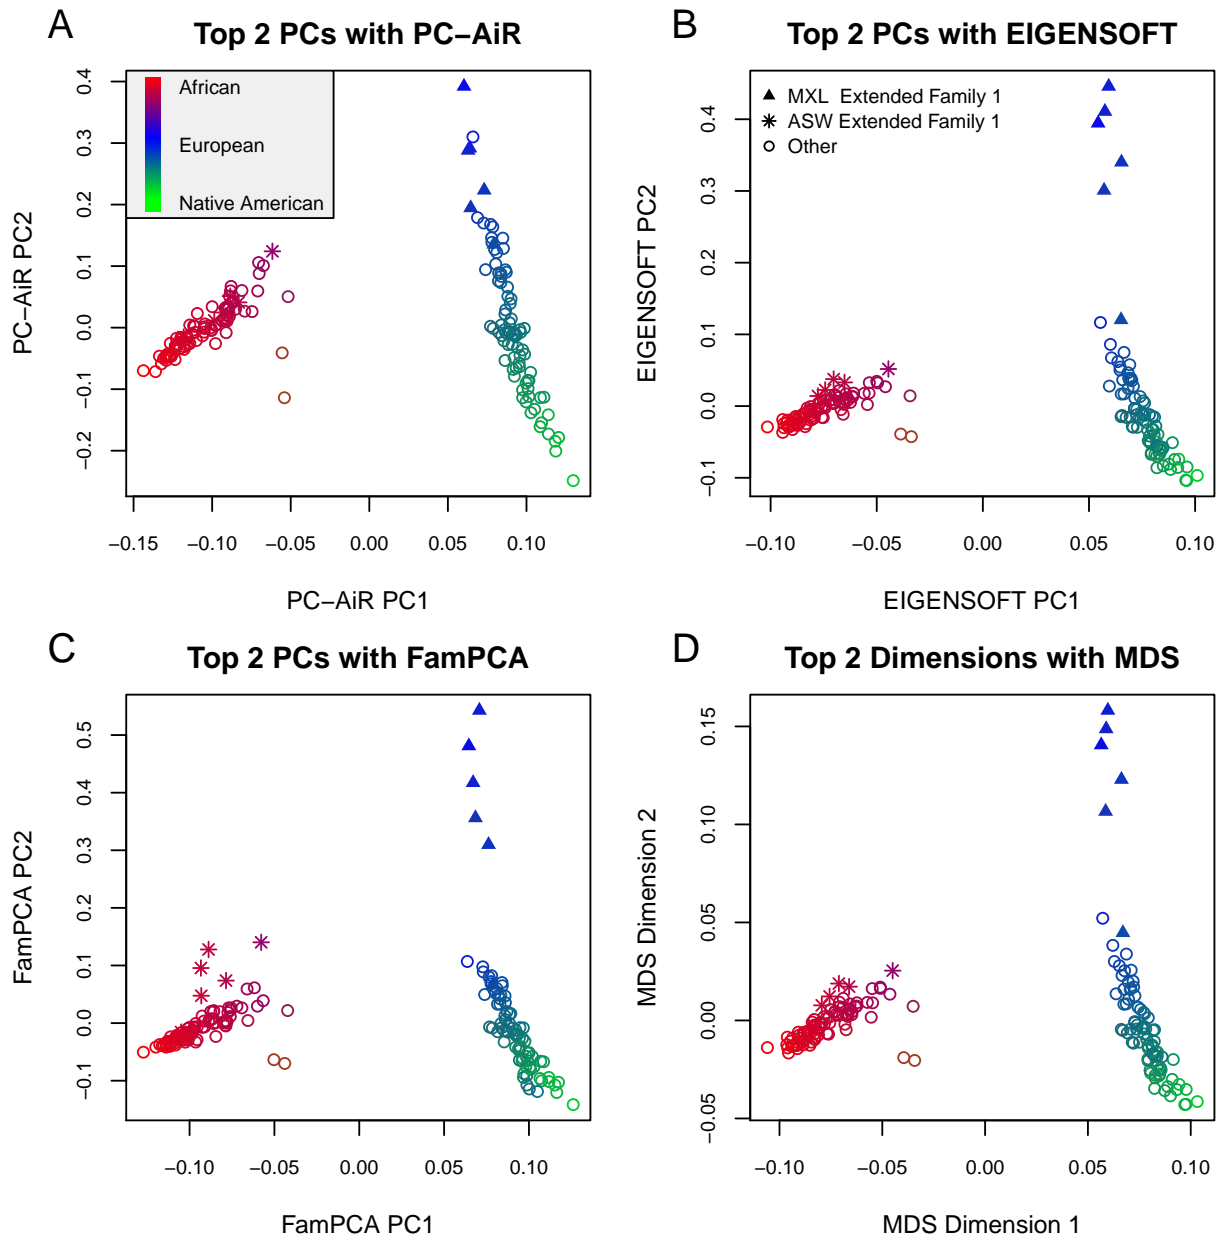 A
Top 2 PCs with PC−AiR
African
European
Native American
0.4
0.3
0.2
0.1
0.0
−0.1
−0.2
PC−AiR PC2
−0.15
−0.10
−0.05
0.00
0.05
0.10
PC−AiR PC1
B
Top 2 PCs with EIGENSOFT
MXL Extended Family 1
ASW Extended Family 1
Other
0.4
0.3
0.2
0.1
0.0
−0.1
EIGENSOFT PC2
−0.10
−0.05
0.00
0.05
0.10
EIGENSOFT PC1
C
Top 2 PCs with FamPCA
0.5
0.4
0.3
0.2
0.1
0.0
−0.1
FamPCA PC2
−0.10
−0.05
0.00
0.05
0.10
FamPCA PC1
D
Top 2 Dimensions with MDS
0.15
0.10
0.05
0.00
−0.05
MDS Dimension 2
−0.10
−0.05
0.00
0.05
0.10
MDS Dimension 1